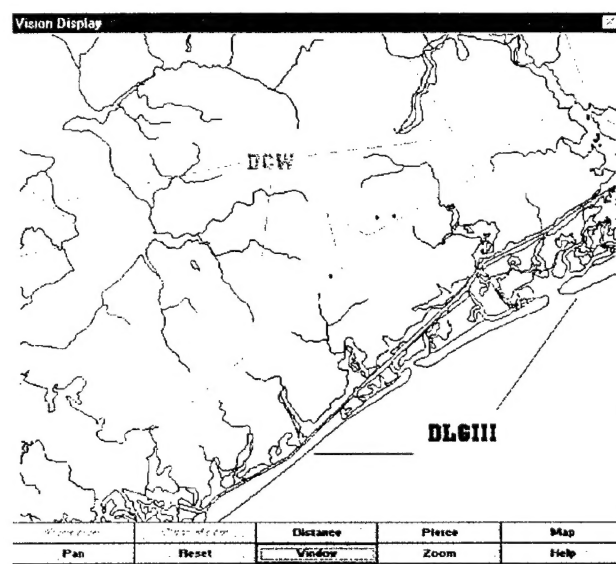 Vision Display
DCW
DLGIII
Distance Pierce Map
Pan Reset Window Zoom Help